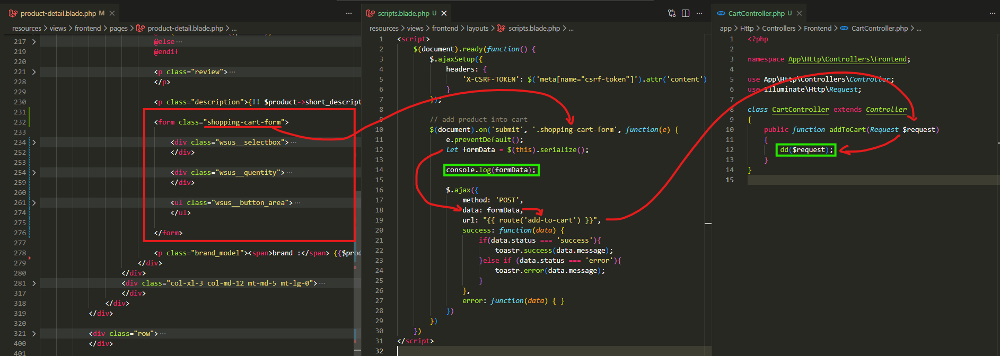 product-detail.blade.php M
resources > views > frontend > pages > product-detail.blade.php > ...
217 @else ...
219 @endif
220
221 <p class="review"> ...
228 </p>
229
230 <p class="description">{!! $product->short_descript
231
232 <form class="shopping-cart-form">
233
234 <div class="wsus__selectbox"> ...
252 </div>
253
254 <div class="wsus__quentity"> ...
259 </div>
260
261 <ul class="wsus__button_area"> ...
274 </ul>
275
276 </form>
277
278 <p class="brand_model"><span>brand :</span> {{$prod
279 </div>
280 </div>
281 <div class="col-xl-3 col-md-12 mt-md-5 mt-lg-0"> ...
317 </div>
318 </div>
319 </div>
320
321 <div class="row"> ...
400 </div>
401
scripts.blade.php U
resources > views > frontend > layouts > scripts.blade.php > ...
1 <script>
2 $(document).ready(function() {
3 $.ajaxSetup({
4 headers: {
5 'X-CSRF-TOKEN': $('meta[name="csrf-token"]').attr('content')
6 }
7 });
8
9 // add product into cart
10 $(document).on('submit', '.shopping-cart-form', function(e) {
11 e.preventDefault();
12 let formData = $(this).serialize();
13
14 console.log(formData);
15
16 $.ajax({
17 method: 'POST',
18 data: formData,
19 url: "{{ route('add-to-cart') }}",
20 success: function(data) {
21 if(data.status === 'success'){
22 toastr.success(data.message);
23 }else if (data.status === 'error'){
24 toastr.error(data.message);
25 }
26 },
27 error: function(data) { }
28 })
29 })
30 })
31 </script>
32
CartController.php U
app > Http > Controllers > Frontend > CartController.php > ...
1 <?php
2
3 namespace App\Http\Controllers\Frontend;
4
5 use App\Http\Controllers\Controller;
6 use Illuminate\Http\Request;
7
8 class CartController extends Controller
9 {
10 public function addToCart(Request $request)
11 {
12 dd($request);
13 }
14 }
15